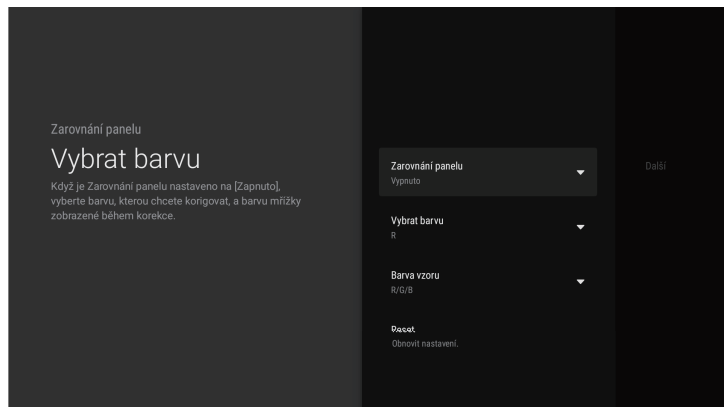 Zarovnání panelu
Vybrat barvu
Když je Zarovnání panelu nastaveno na [Zapnuto],
vyberte barvu, kterou chcete korigovat, a barvu mřížky
zobrazené během korekce.
Zarovnání panelu
Vypnuto
Další
Vybrat barvu
R
Barva vzoru
R/G/B
Reset
Obnovit nastavení.